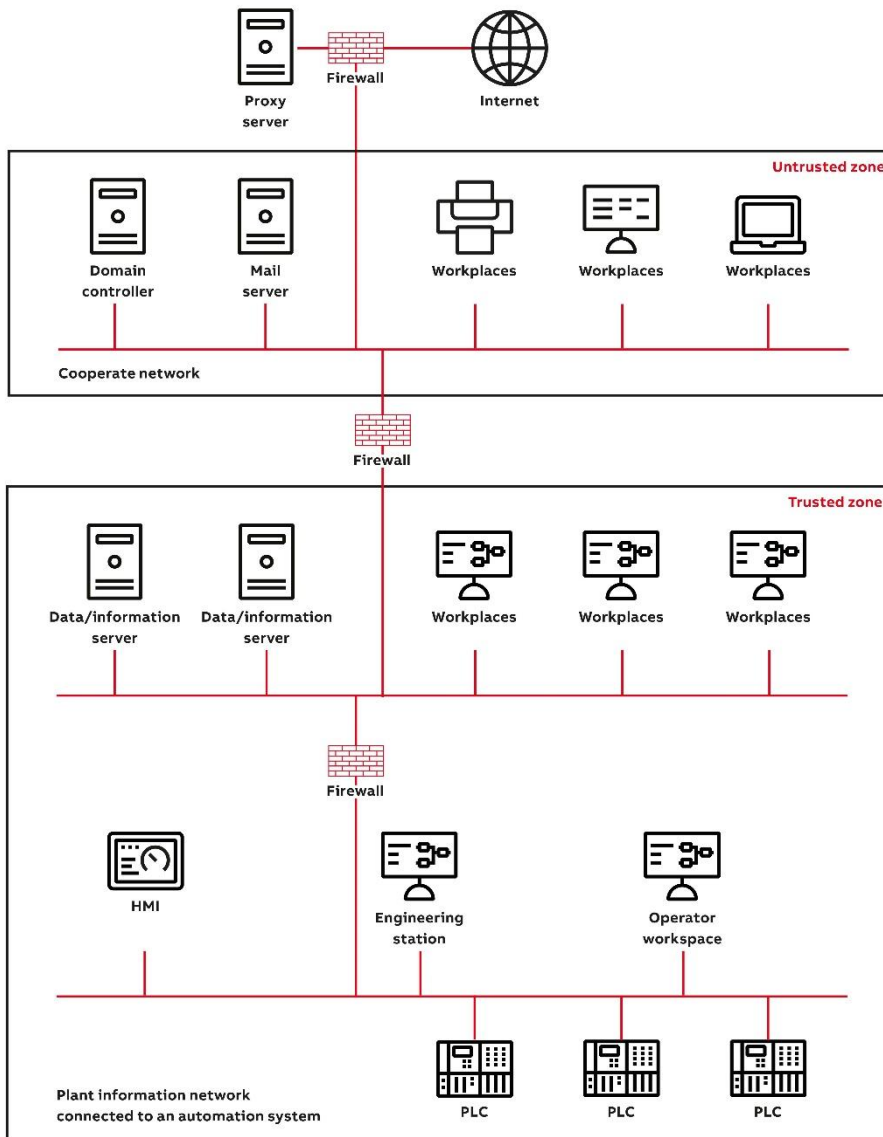 Firewall
Proxy
server
Internet
Untrusted zone
Domain
controller
Mail
server
Workplaces
Workplaces
Workplaces
Cooperate network
Firewall
Trusted zone
Data/information
server
Data/information
server
Workplaces
Workplaces
Workplaces
Firewall
HMI
Engineering
station
Operator
workspace
PLC
PLC
PLC
Plant information network
connected to an automation system